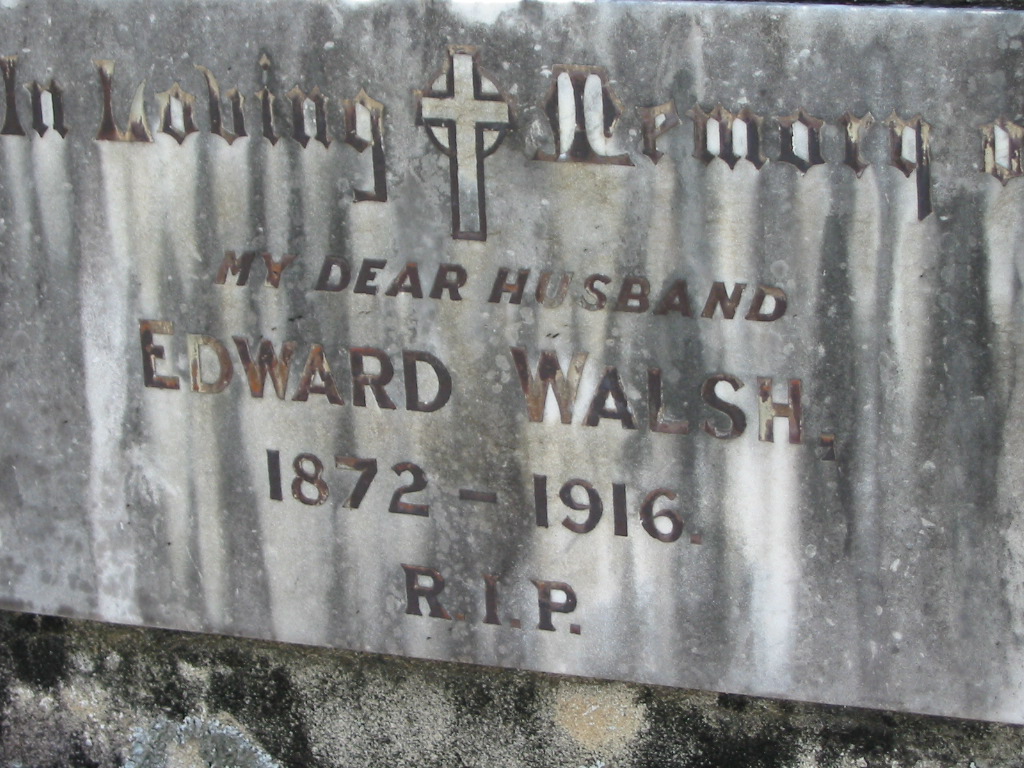 In Loving Memory o
MY DEAR HUSBAND
EDWARD WALSH,
1872 - 1916.
R.I.P.